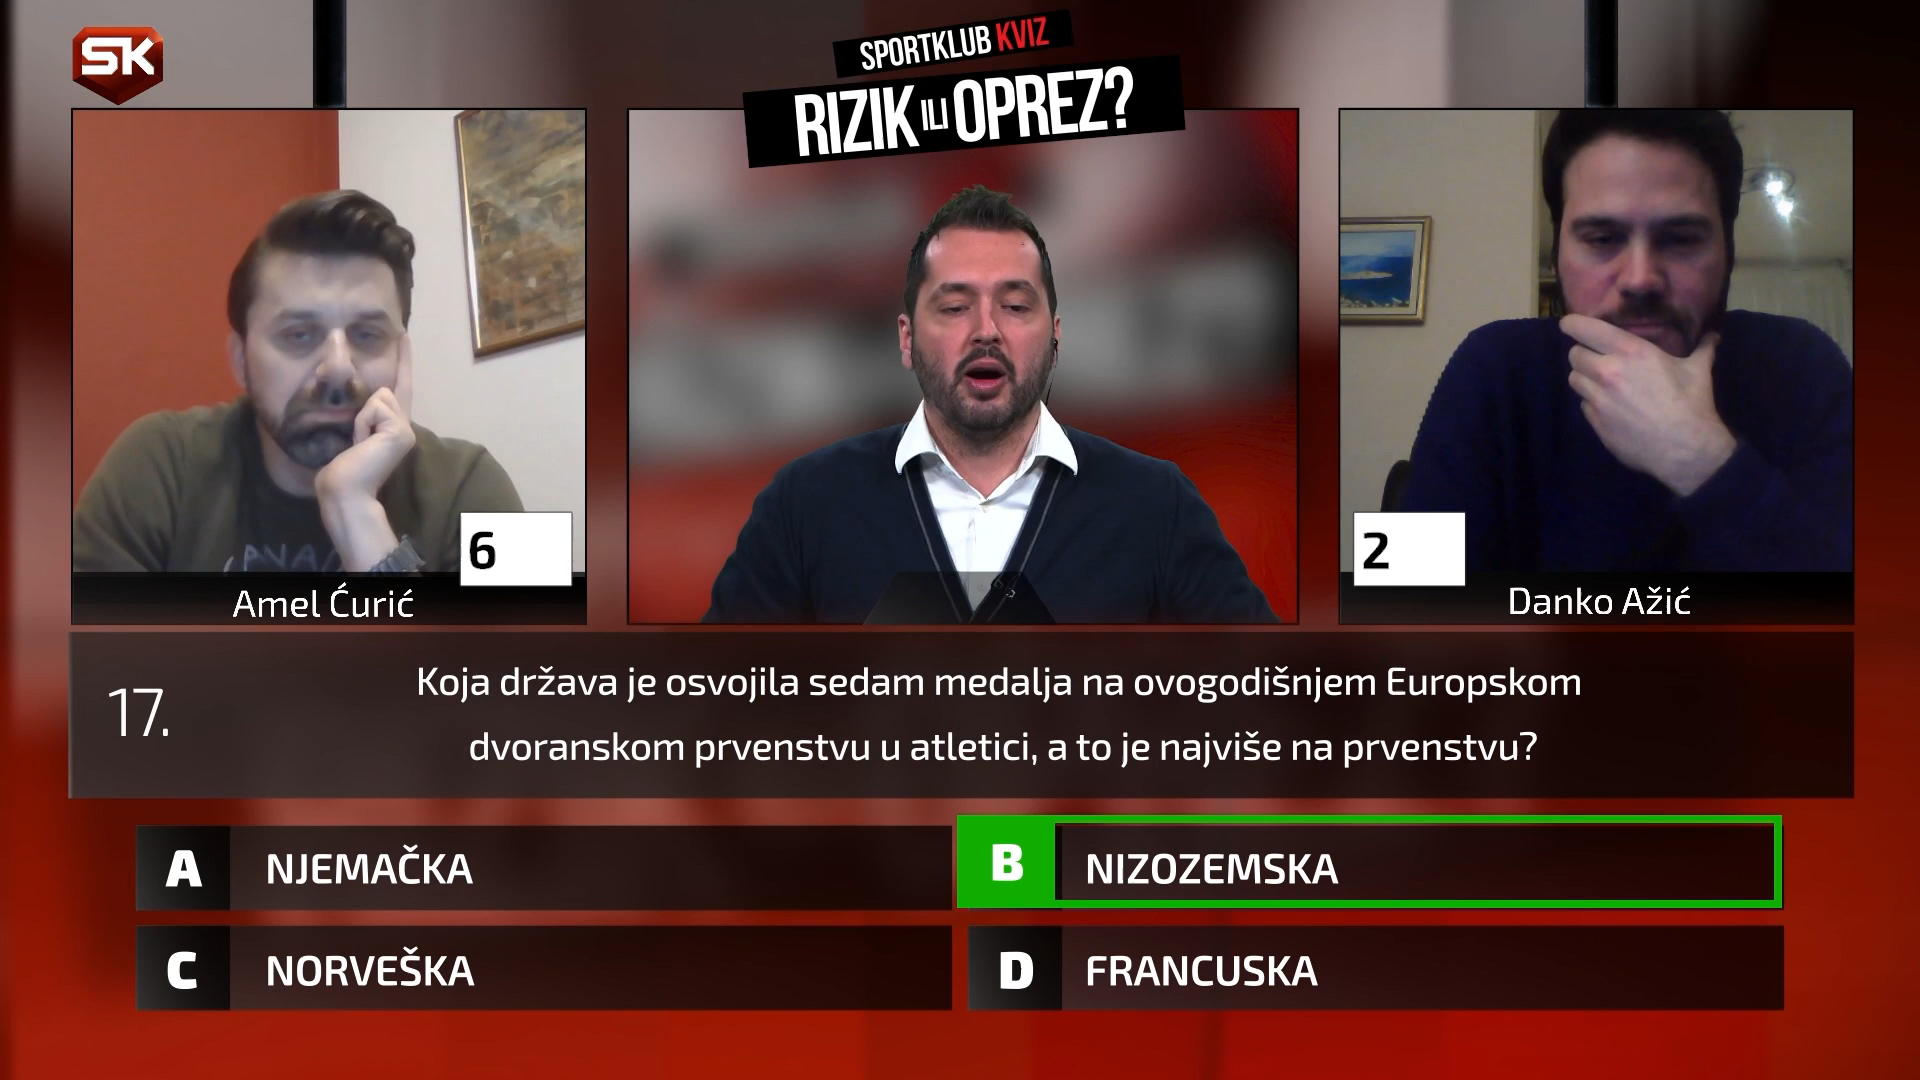 SK
SPORTKLUB KVIZ
RIZIK ILI OPREZ?
6
Amel Ćurić
2
Danko Ažić
17.
Koja država je osvojila sedam medalja na ovogodišnjem Europskom
dvoranskom prvenstvu u atletici, a to je najviše na prvenstvu?
A NJEMAČKA
B NIZOZEMSKA
C NORVEŠKA
D FRANCUSKA